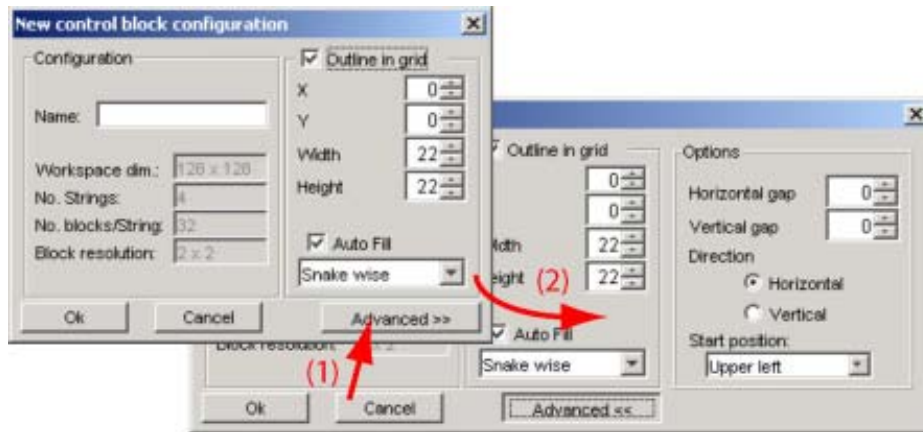 New control block configuration
Configuration
Name:
Workspace dim.: 128 x 128
No. Strings: 4
No. blocks/String: 32
Block resolution: 2 x 2
Outline in grid
X 0
Y 0
Width 22
Height 22
Auto Fill
Snake wise
Ok Cancel Advanced >>
(1)
(2)
Outline in grid
0
0
Width 22
Height 22
Auto Fill
Snake wise
Options
Horizontal gap 0
Vertical gap 0
Direction
Horizontal
Vertical
Start position:
Upper left
Block resolution:
Ok Cancel Advanced <<